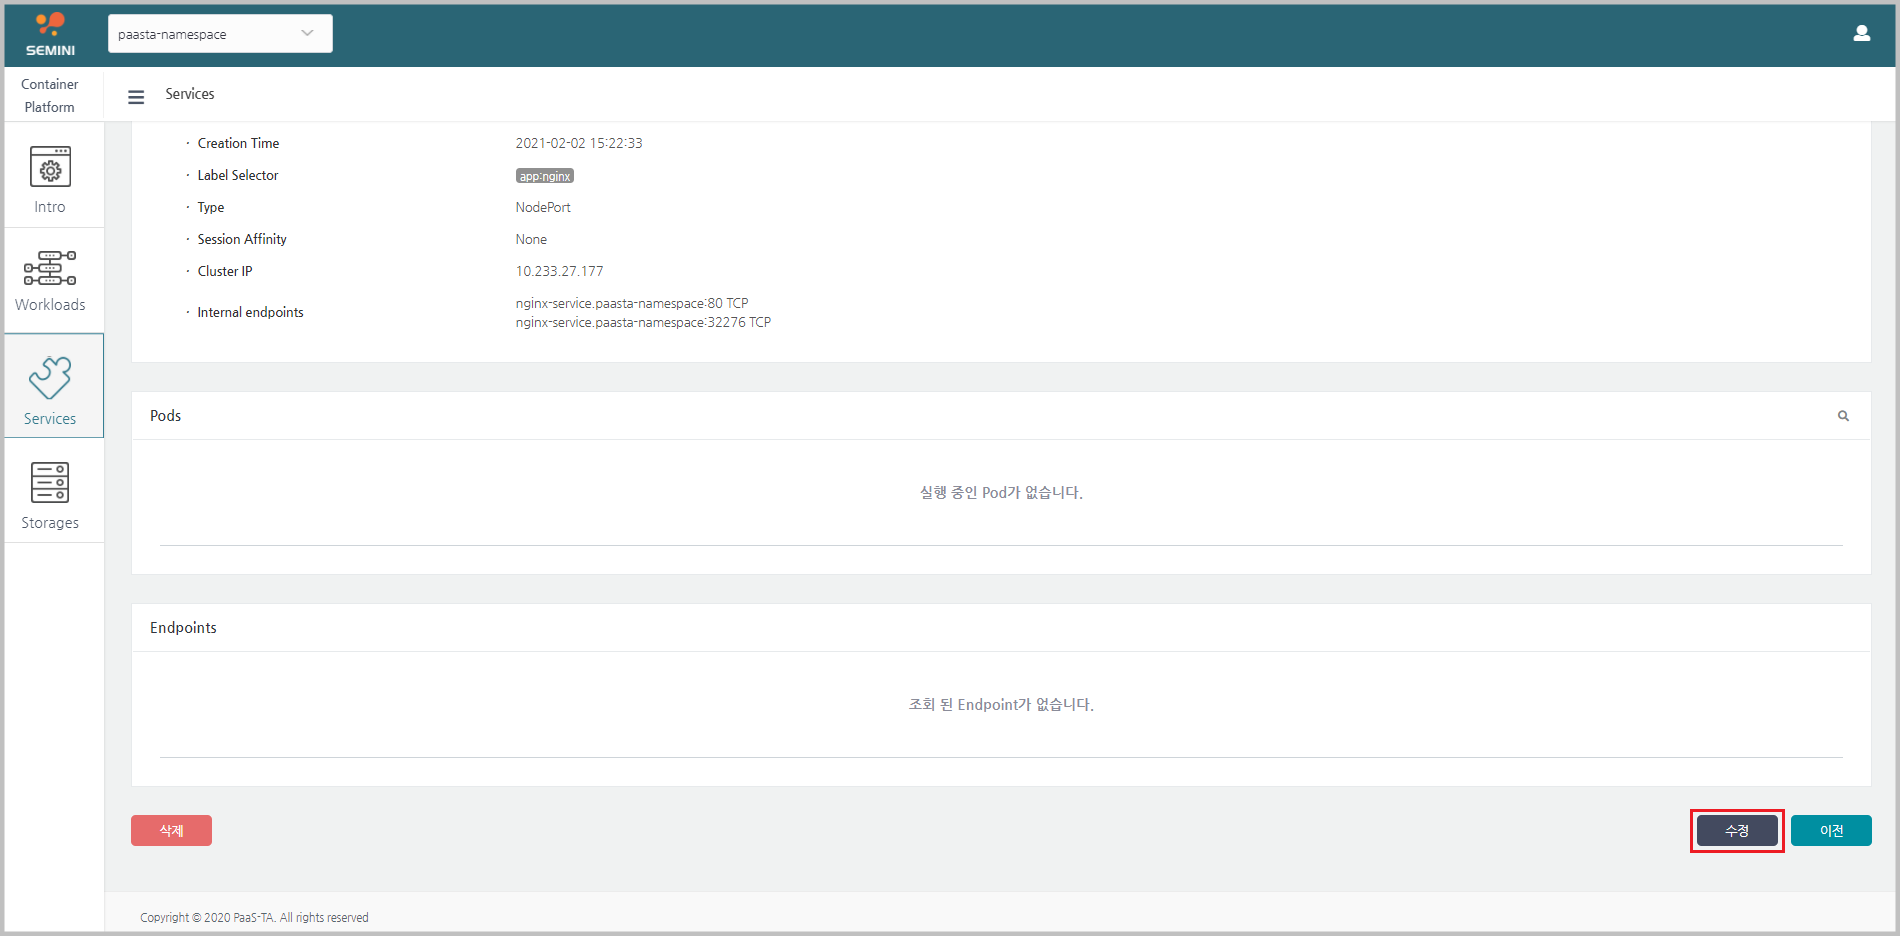 SEMINI
paasta-namespace
Container
Platform
Services
Intro
Workloads
Services
Storages
· Creation Time 2021-02-02 15:22:33
· Label Selector app:nginx
· Type NodePort
· Session Affinity None
· Cluster IP 10.233.27.177
· Internal endpoints nginx-service.paasta-namespace:80 TCP
nginx-service.paasta-namespace:32276 TCP
Pods
실행 중인 Pod가 없습니다.
Endpoints
조회 된 Endpoint가 없습니다.
삭제 수정 이전
Copyright © 2020 PaaS-TA. All rights reserved